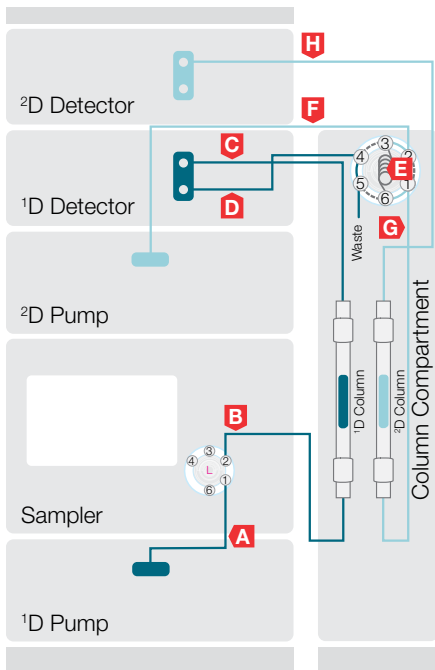 H
²D Detector
F
C
¹D Detector
D
3
4
2
E
5
1
6
G
Waste
²D Pump
¹D Column
²D Column
Column Compartment
B
3
4
2
L
1
6
Sampler
A
¹D Pump